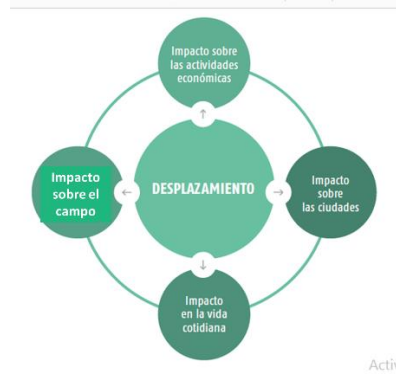 Impacto sobre
las actividades
económicas
Impacto
sobre el
campo
DESPLAZAMIENTO
Impacto
sobre
las ciudades
Impacto
en la vida
cotidiana
Activ